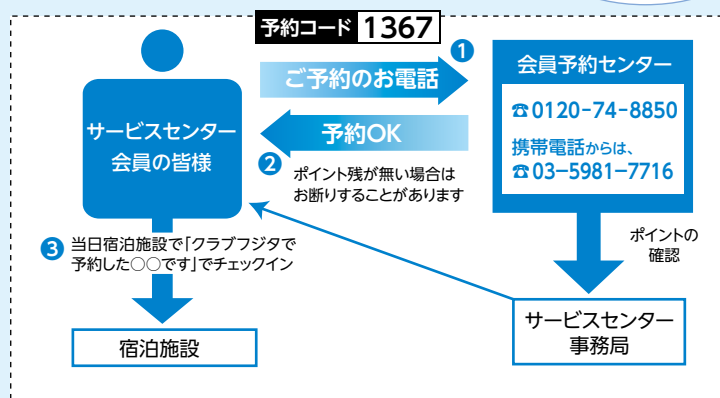 予約コード 1367
❶
ご予約のお電話
会員予約センター
☎0120-74-8850
携帯電話からは、
☎03−5981−7716
サービスセンター
会員の皆様
予約OK
❷
ポイント残が無い場合は
お断りすることがあります
❸ 当日宿泊施設で「クラブフジタで
予約した○○です」でチェックイン
ポイントの
確認
宿泊施設
サービスセンター
事務局